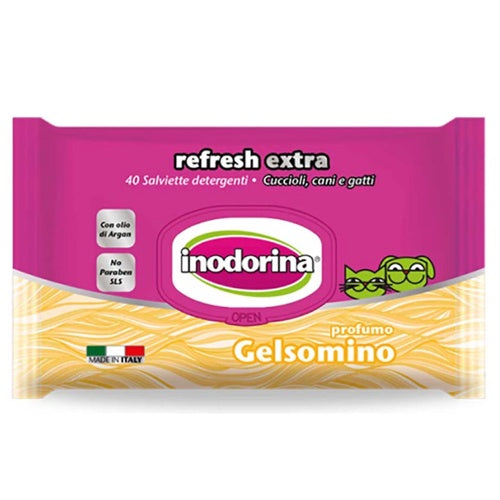 refresh extra
40 Salviette detergenti • Cuccioli, cani e gatti
Con olio
di Argan
No
Paraben
SLS
inodorina®
OPEN
profumo
Gelsomino
MADE IN ITALY